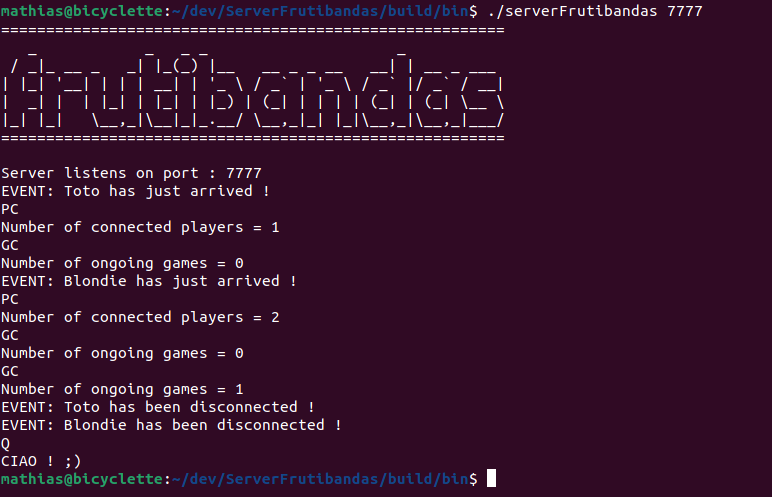 mathias@bicyclette:~/dev/ServerFrutibandas/build/bin$ ./serverFrutibandas 7777
========================================================
frutibandas
========================================================
Server listens on port : 7777
EVENT: Toto has just arrived !
PC
Number of connected players = 1
GC
Number of ongoing games = 0
EVENT: Blondie has just arrived !
PC
Number of connected players = 2
GC
Number of ongoing games = 0
GC
Number of ongoing games = 1
EVENT: Toto has been disconnected !
EVENT: Blondie has been disconnected !
Q
CIAO ! ;)
mathias@bicyclette:~/dev/ServerFrutibandas/build/bin$